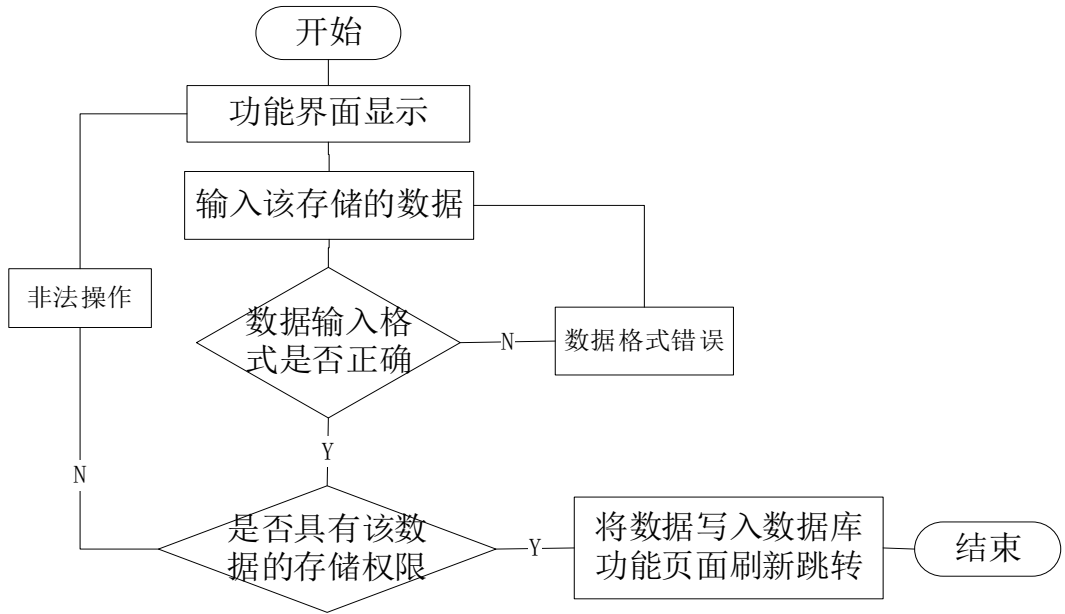 开始
功能界面显示
输入该存储的数据
非法操作
数据输入格
式是否正确
N
数据格式错误
Y
N
是否具有该数
据的存储权限
Y
将数据写入数据库
功能页面刷新跳转
结束